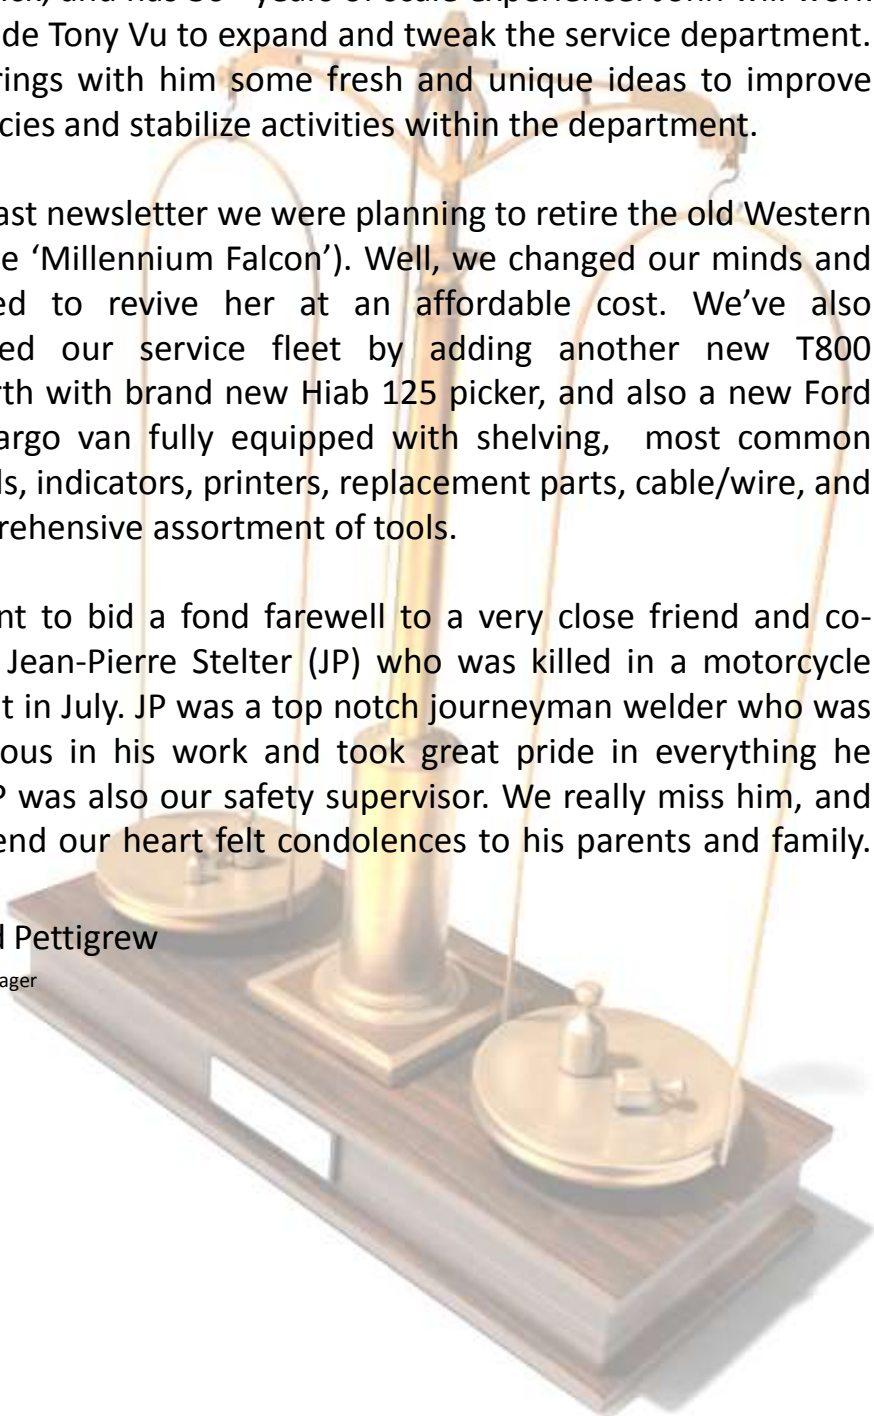 years of scale experience. John will work
de Tony Vu to expand and tweak the service department.
rings with him some fresh and unique ideas to improve
cies and stabilize activities within the department.
ast newsletter we were planning to retire the old Western
e ‘Millennium Falcon’). Well, we changed our minds and
ed to revive her at an affordable cost. We’ve also
ed our service fleet by adding another new T800
rth with brand new Hiab 125 picker, and also a new Ford
argo van fully equipped with shelving, most common
ls, indicators, printers, replacement parts, cable/wire, and
rehensive assortment of tools.
nt to bid a fond farewell to a very close friend and co-
Jean-Pierre Stelter (JP) who was killed in a motorcycle
t in July. JP was a top notch journeyman welder who was
ous in his work and took great pride in everything he
P was also our safety supervisor. We really miss him, and
end our heart felt condolences to his parents and family.
d Pettigrew
ager